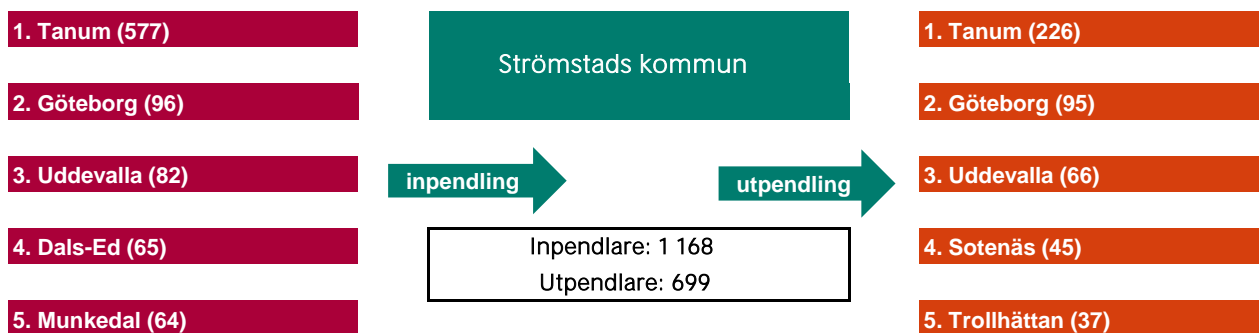 1. Tanum (577)
2. Göteborg (96)
3. Uddevalla (82)
4. Dals-Ed (65)
5. Munkedal (64)
Strömstads kommun
inpendling
utpendling
Inpendlare: 1 168
Utpendlare: 699
1. Tanum (226)
2. Göteborg (95)
3. Uddevalla (66)
4. Sotenäs (45)
5. Trollhättan (37)